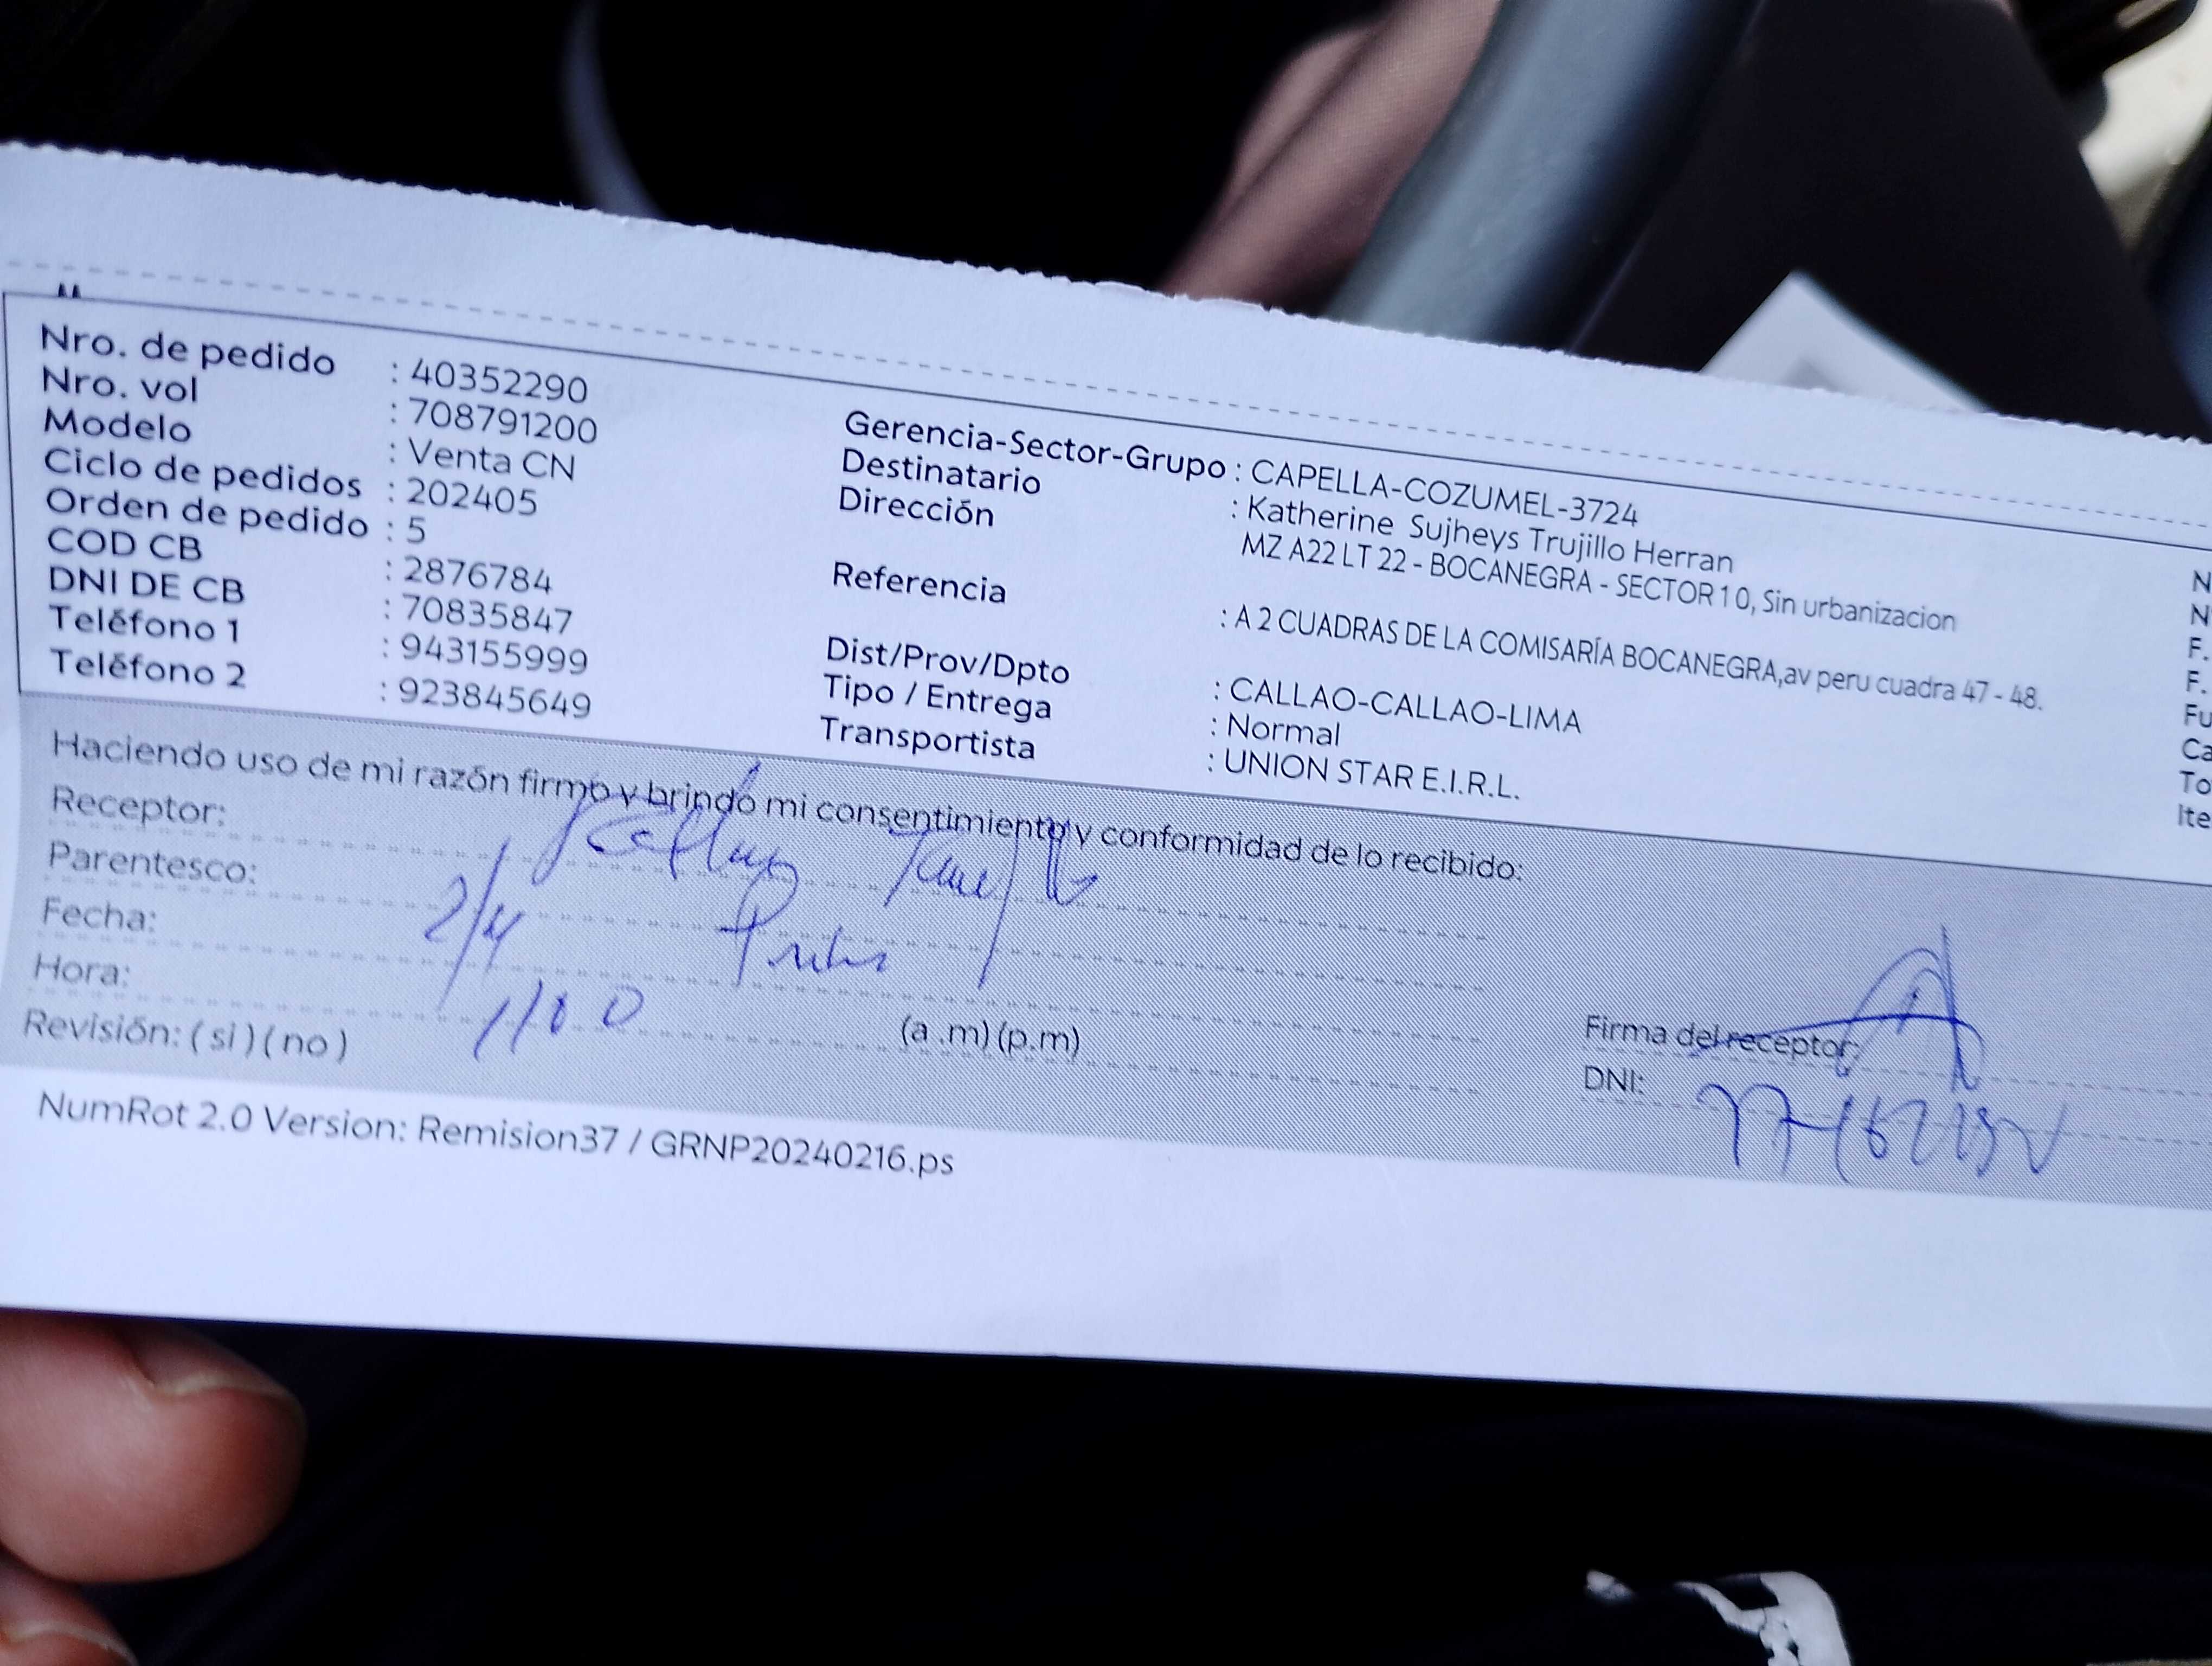 Nro. de pedido : 40352290
Nro. vol : 708791200
Modelo : Venta CN
Ciclo de pedidos : 202405
Orden de pedido : 5
COD CB : 2876784
DNI DE CB : 70835847
Teléfono 1 : 943155999
Teléfono 2 : 923845649
Gerencia-Sector-Grupo : CAPELLA-COZUMEL-3724
Destinatario : Katherine Sujheys Trujillo Herran
Dirección MZ A22 LT 22 - BOCANEGRA - SECTOR 1 0, Sin urbanizacion
Referencia : A 2 CUADRAS DE LA COMISARÍA BOCANEGRA,av peru cuadra 47 - 48.
Dist/Prov/Dpto : CALLAO-CALLAO-LIMA
Tipo / Entrega : Normal
Transportista : UNION STAR E.I.R.L.
N
N
F.
F.
Fu
Ca
To
Ite
Haciendo uso de mi razón firmo y brindo mi consentimiento y conformidad de lo recibido:
Receptor:
Parentesco:
Fecha: 2/4
Hora: (a .m) (p.m)
Revisión: ( si ) ( no )
Firma del receptor:
DNI:
NumRot 2.0 Version: Remision37 / GRNP20240216.ps